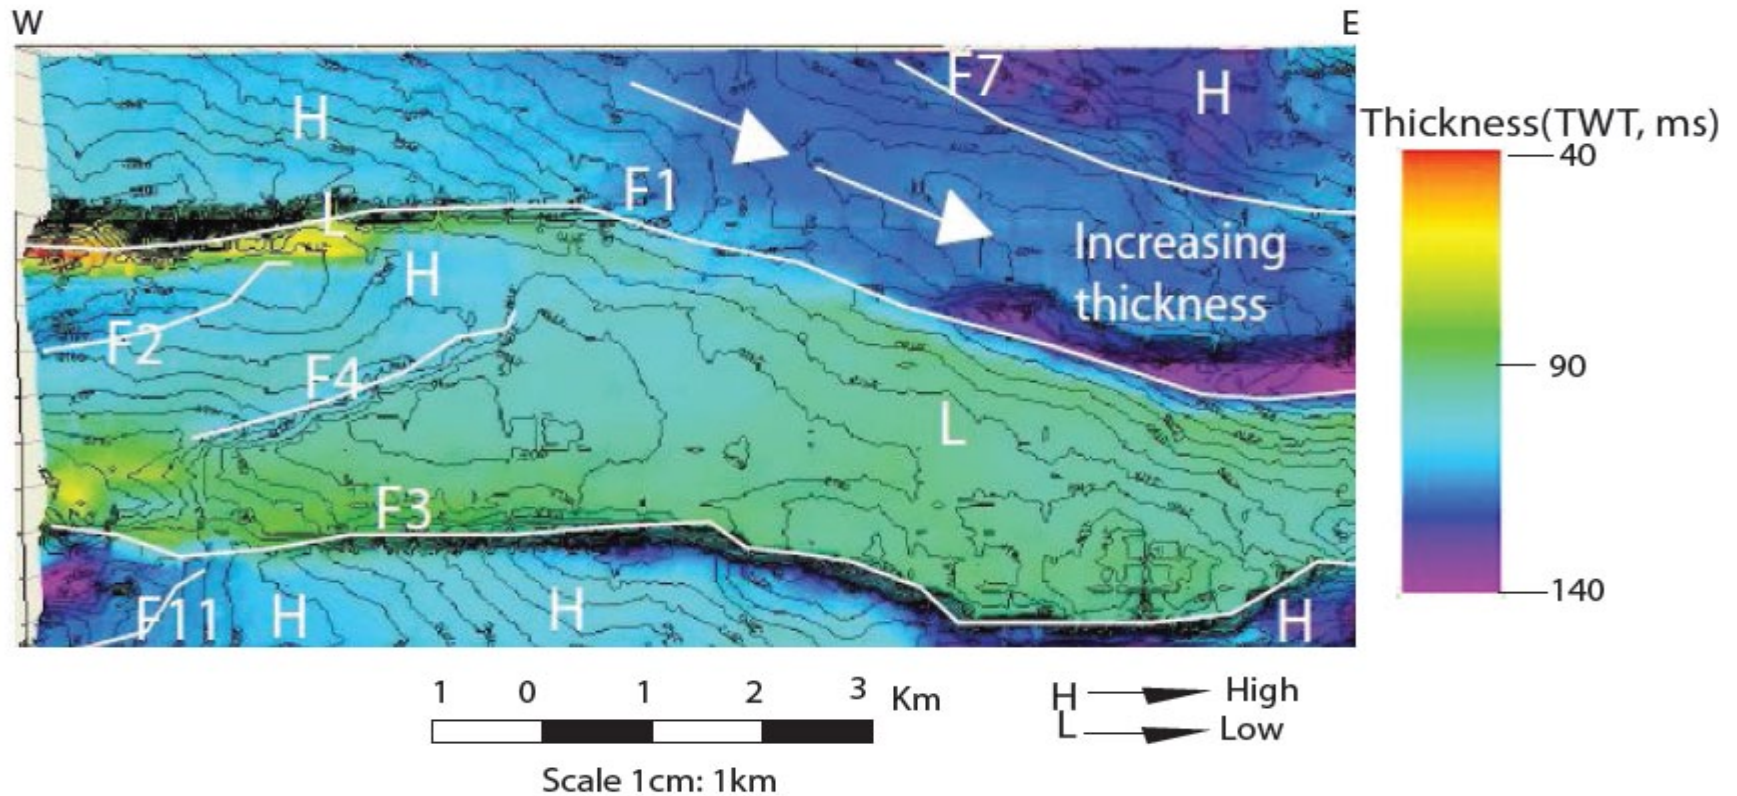 W
E
F7
H
H
Thickness(TWT, ms)
40
L
F1
Increasing
thickness
H
F2
F4
90
L
F3
140
F11
H
H
H
1 0 1 2 3 Km
H High
L Low
Scale 1cm: 1km